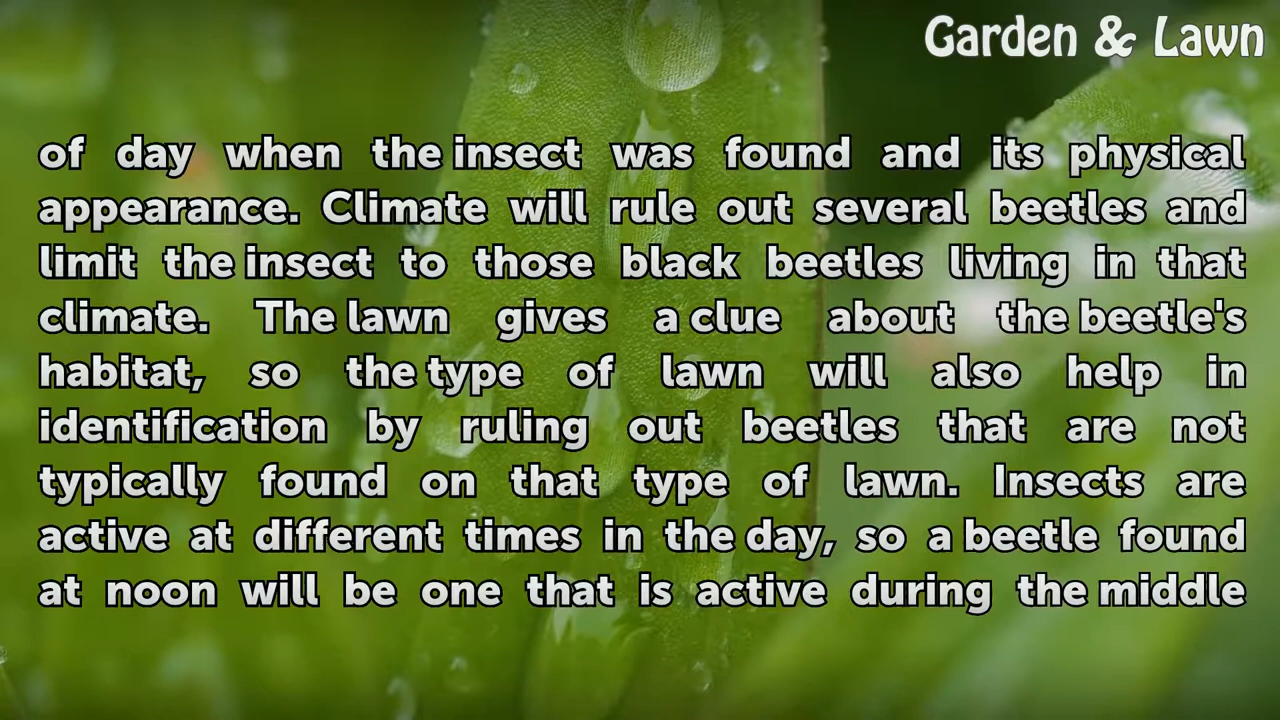 Garden & Lawn
of day when the insect was found and its physical
appearance. Climate will rule out several beetles and
limit the insect to those black beetles living in that
climate. The lawn gives a clue about the beetle's
habitat, so the type of lawn will also help in
identification by ruling out beetles that are not
typically found on that type of lawn. Insects are
active at different times in the day, so a beetle found
at noon will be one that is active during the middle